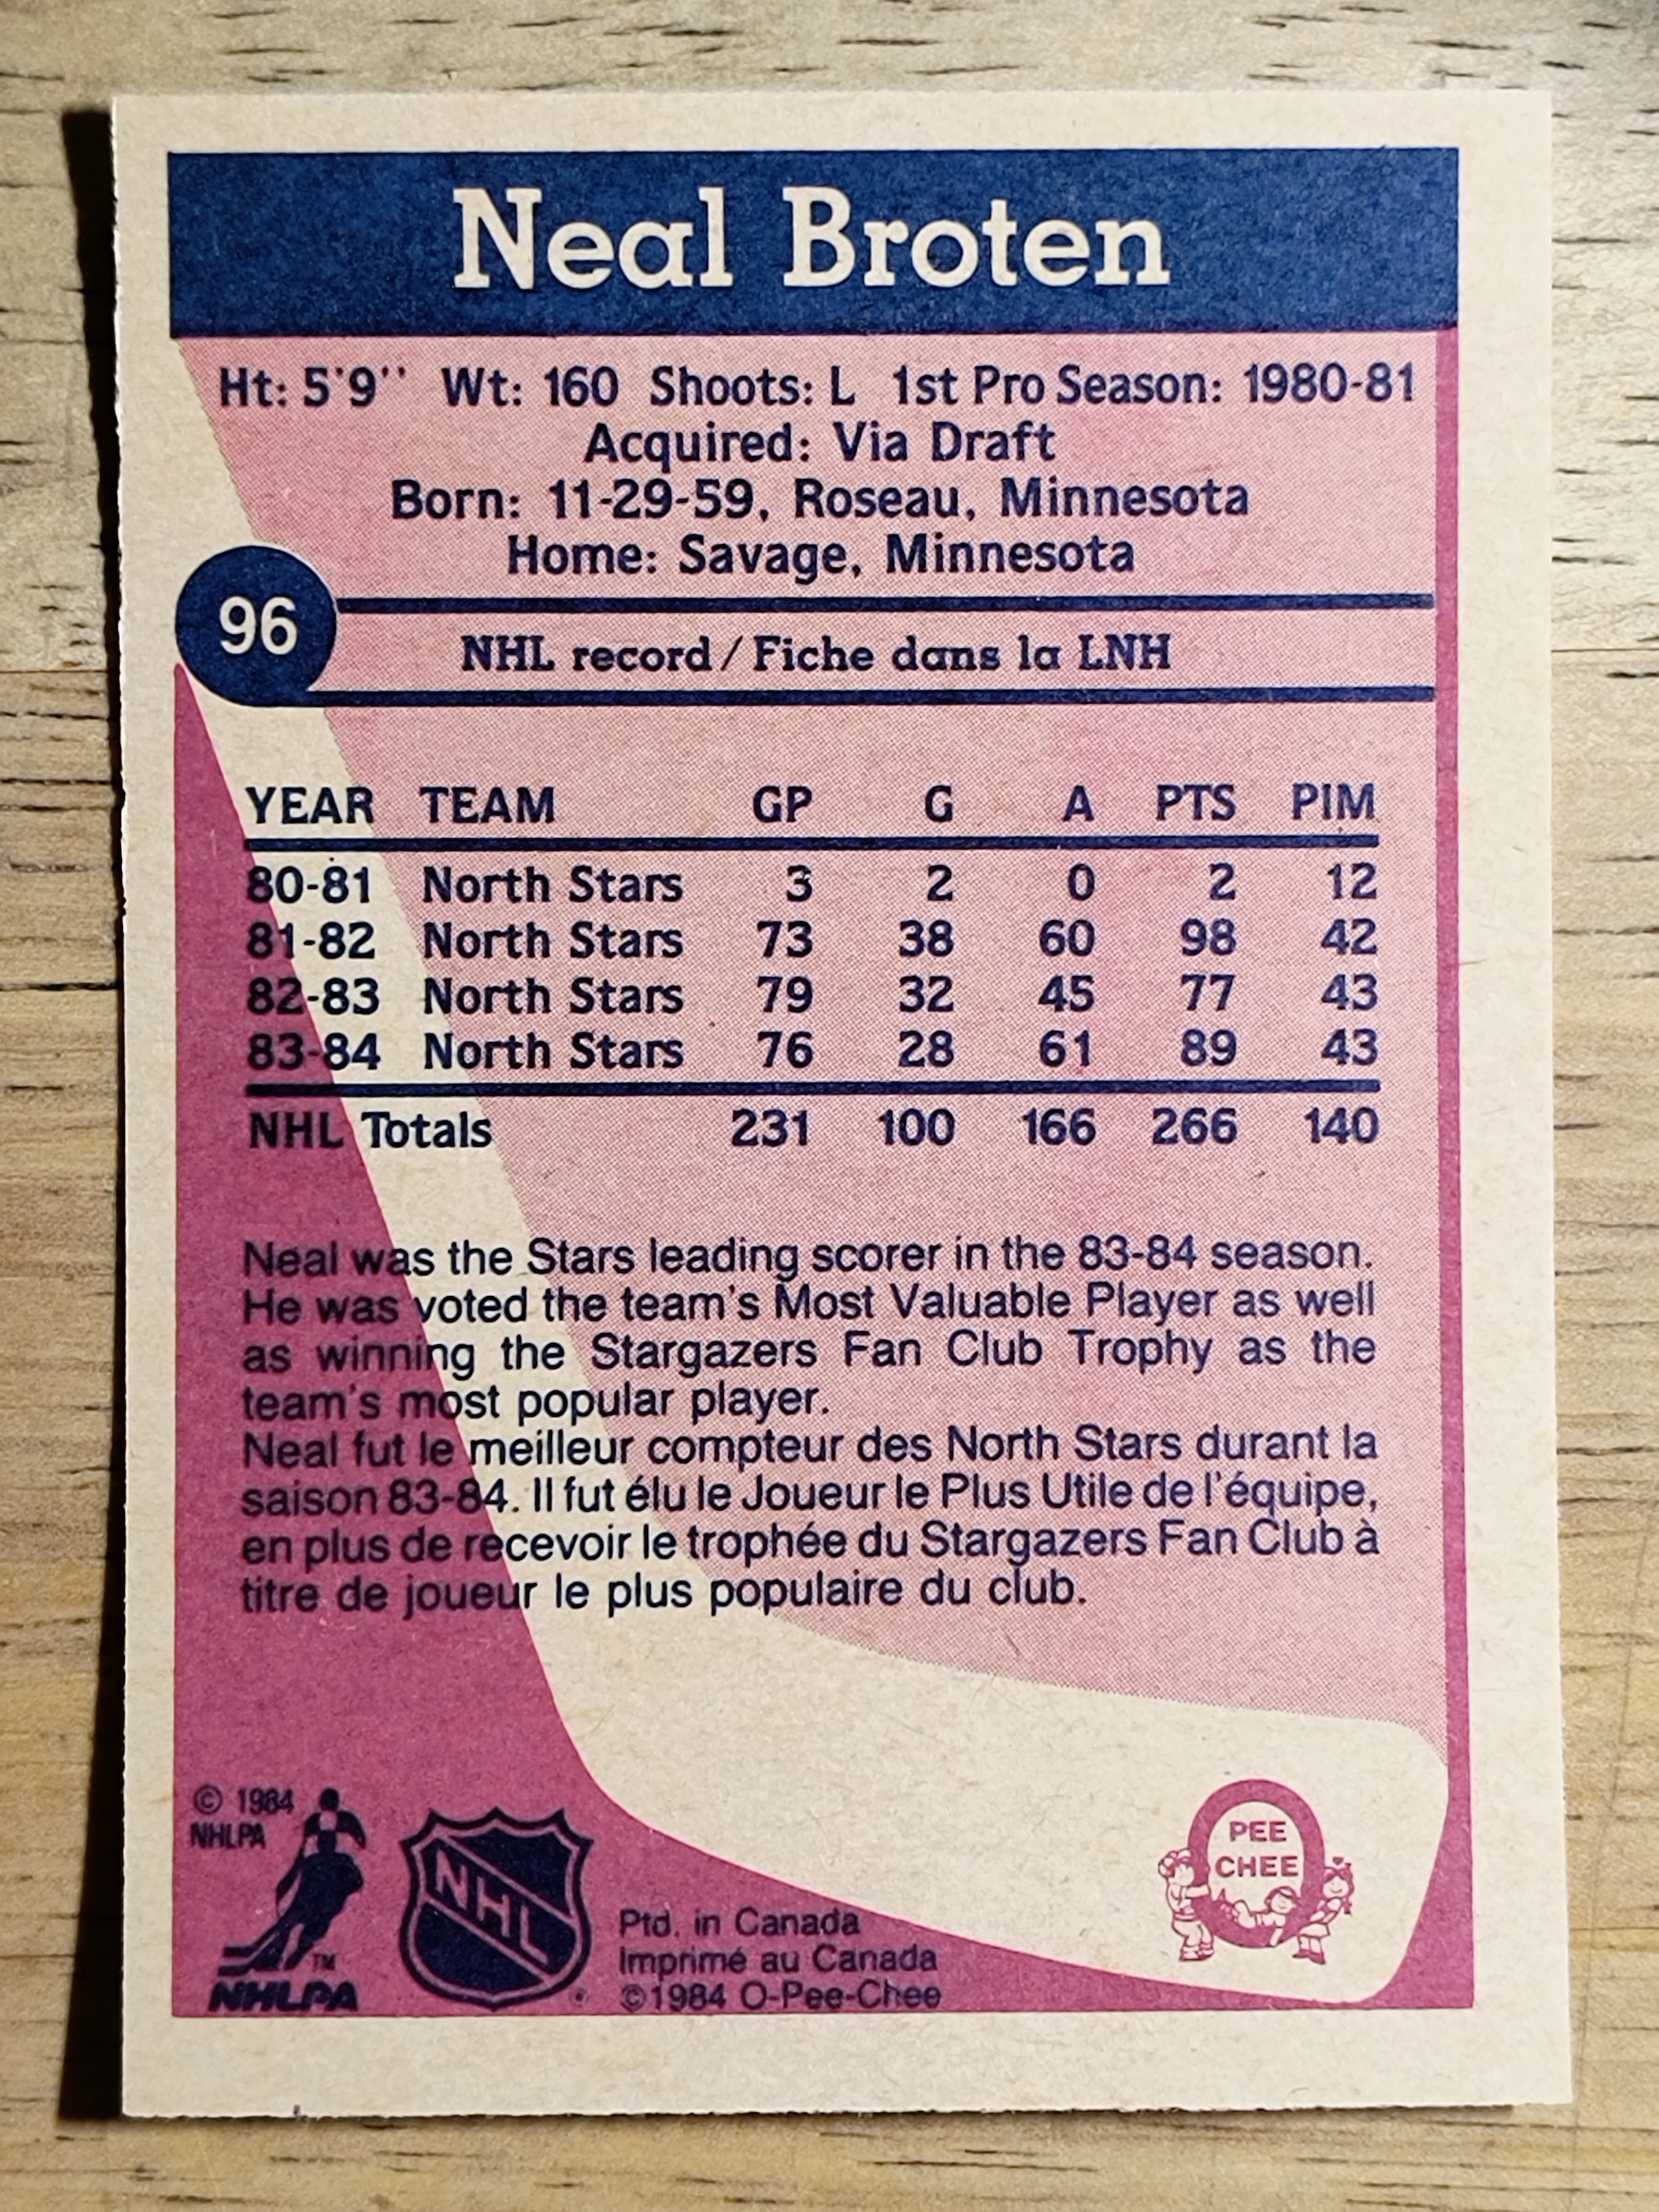 Neal Broten
Ht: 5'9'' Wt: 160 Shoots: L 1st Pro Season: 1980-81
Acquired: Via Draft
Born: 11-29-59, Roseau, Minnesota
Home: Savage, Minnesota
96
NHL record / Fiche dans la LNH
YEAR TEAM GP G A PTS PIM
80-81 North Stars 3 2 0 2 12
81-82 North Stars 73 38 60 98 42
82-83 North Stars 79 32 45 77 43
83-84 North Stars 76 28 61 89 43
NHL Totals 231 100 166 266 140
Neal was the Stars leading scorer in the 83-84 season.
He was voted the team's Most Valuable Player as well
as winning the Stargazers Fan Club Trophy as the
team's most popular player.
Neal fut le meilleur compteur des North Stars durant la
saison 83-84. Il fut élu le Joueur le Plus Utile de l'équipe,
en plus de recevoir le trophée du Stargazers Fan Club à
titre de joueur le plus populaire du club.
© 1984
NHLPA
TM
NHLPA
NHL
Ptd. in Canada
Imprimé au Canada
©1984 O-Pee-Chee
PEE
CHEE